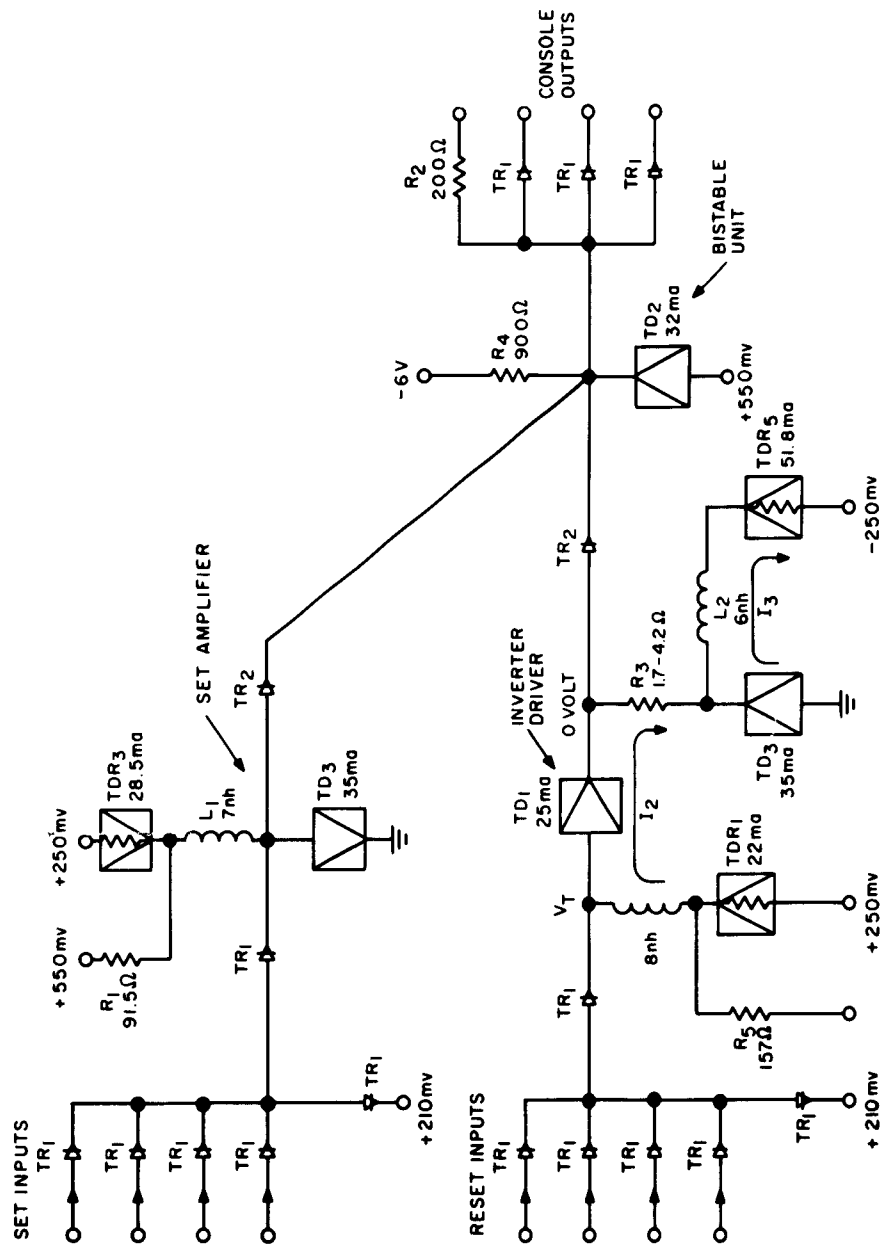 SET INPUTS
TR1
TR1
TR1
TR1
TR1
+210mv
+550mv
R1
91.5Ω
+250mv
TDR3
28.5ma
L1
7nh
TR1
TD3
35ma
SET AMPLIFIER
TR2
-6V
R4
900Ω
R2
200Ω
TR1
TR1
TR1
CONSOLE
OUTPUTS
TD2
32ma
+550mv
BISTABLE
UNIT
RESET INPUTS
TR1
TR1
TR1
TR1
TR1
+210mv
TR1
VT
8nh
R5
157Ω
TDR1
22ma
+250mv
TD1
25ma
INVERTER
DRIVER
I2
0 VOLT
R3
1.7-4.2Ω
TR2
L2
6nh
I3
TD3
35ma
TDR5
51.8ma
-250mv